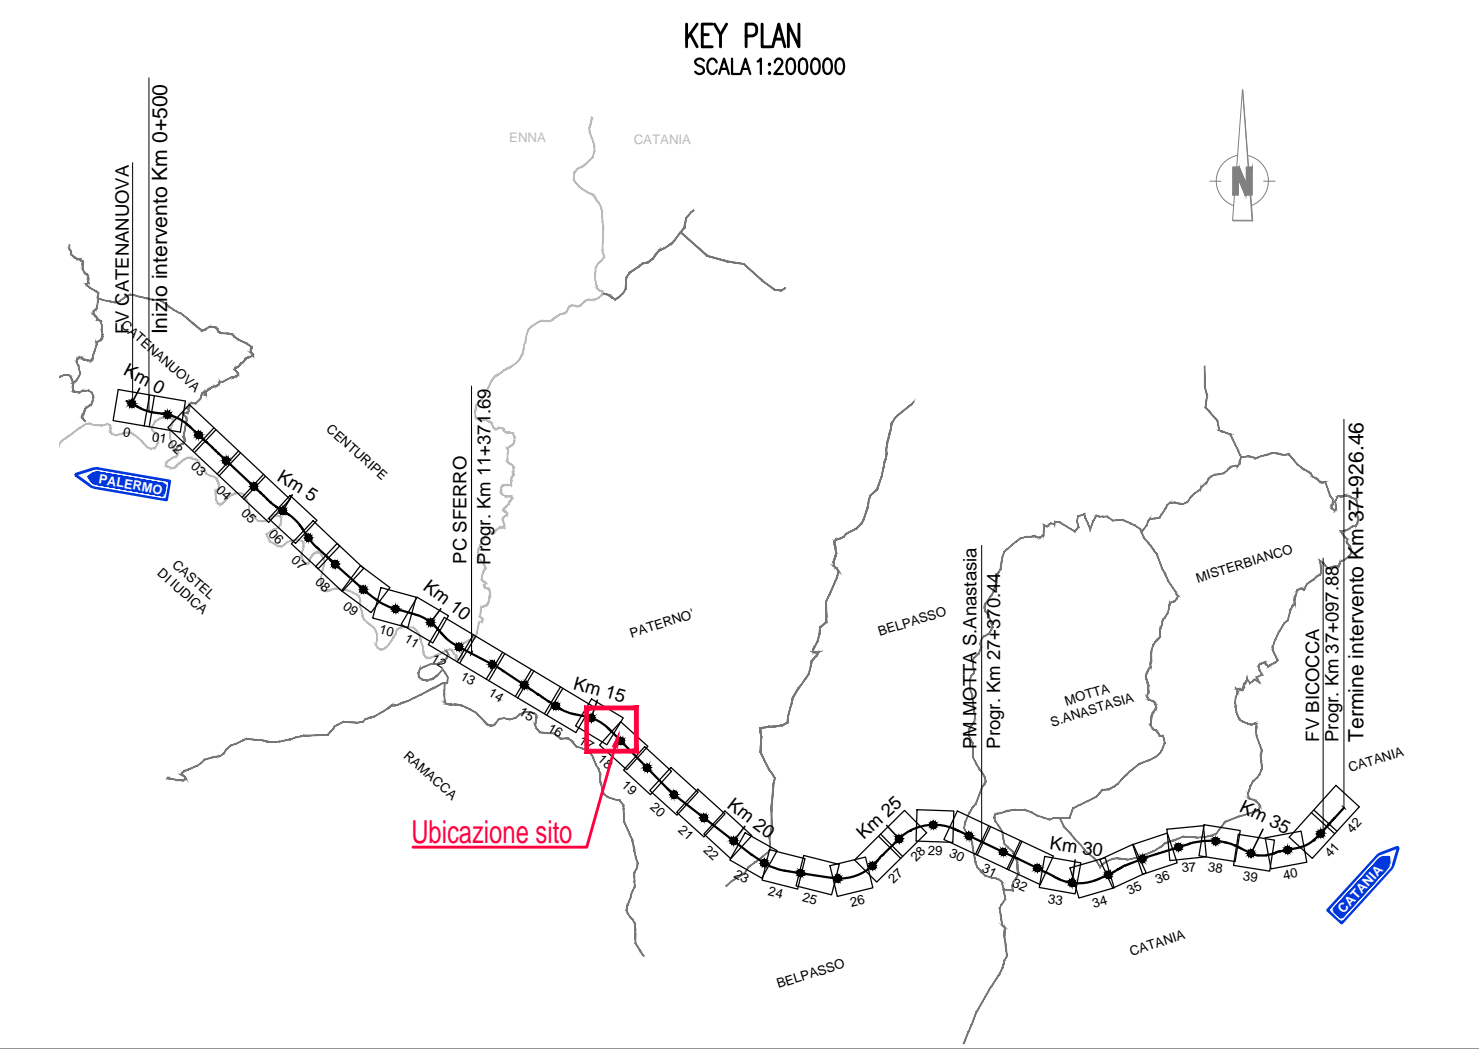 KEY PLAN
SCALA 1:200000
ENNA
CATANIA
N
FV CATENANUOVA
Inizio intervento Km 0+500
CATENANUOVA
Km 0
0
01
02
03
04
05
06
07
08
09
10
11
12
13
14
15
16
17
18
19
20
21
22
23
24
25
26
27
28
29
30
31
32
33
34
35
36
37
38
39
40
41
42
PALERMO
Km 5
CENTURIPE
CASTEL
DI IUDICA
Km 10
PC SFERRO
Progr. Km 11+371.69
Km 15
PATERNO'
RAMACCA
Ubicazione sito
Km 20
Km 25
BELPASSO
BELPASSO
PM MOTTA S.Anastasia
Progr. Km 27+370.44
Km 30
MOTTA
S.ANASTASIA
MISTERBIANCO
Km 35
FV BICOCCA
Progr. Km 37+097.88
Termine intervento Km 37+926.46
CATANIA
CATANIA
CATANIA